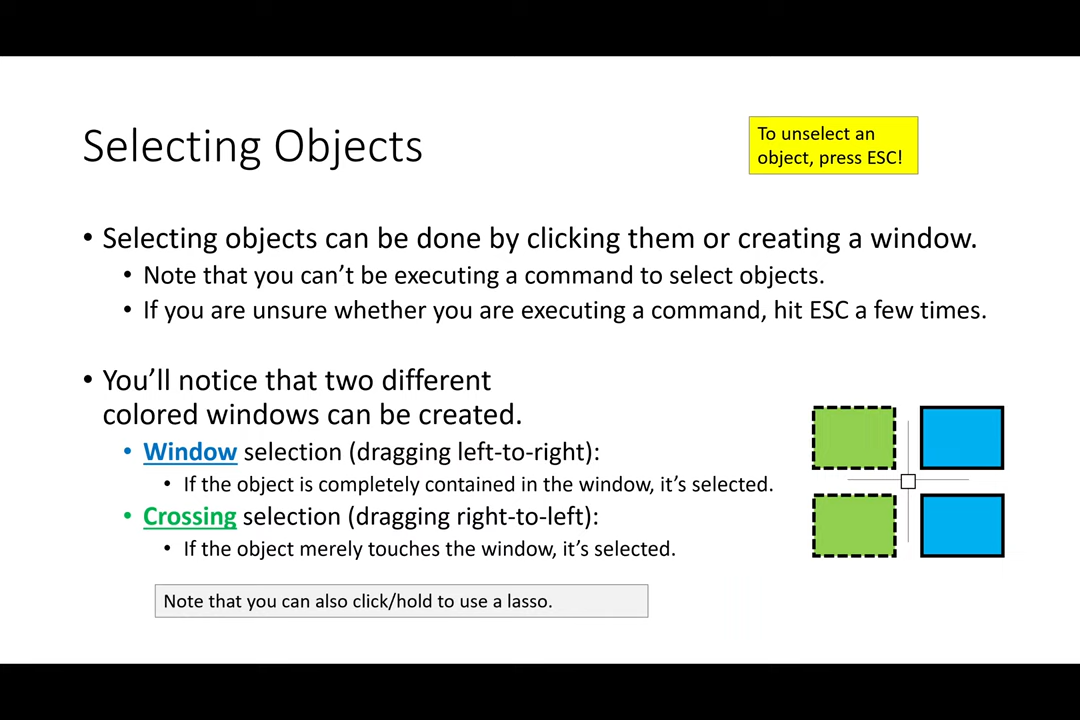 Selecting Objects
To unselect an
object, press ESC!
• Selecting objects can be done by clicking them or creating a window.
• Note that you can’t be executing a command to select objects.
• If you are unsure whether you are executing a command, hit ESC a few times.
• You’ll notice that two different
colored windows can be created.
• Window selection (dragging left-to-right):
• If the object is completely contained in the window, it’s selected.
• Crossing selection (dragging right-to-left):
• If the object merely touches the window, it’s selected.
Note that you can also click/hold to use a lasso.